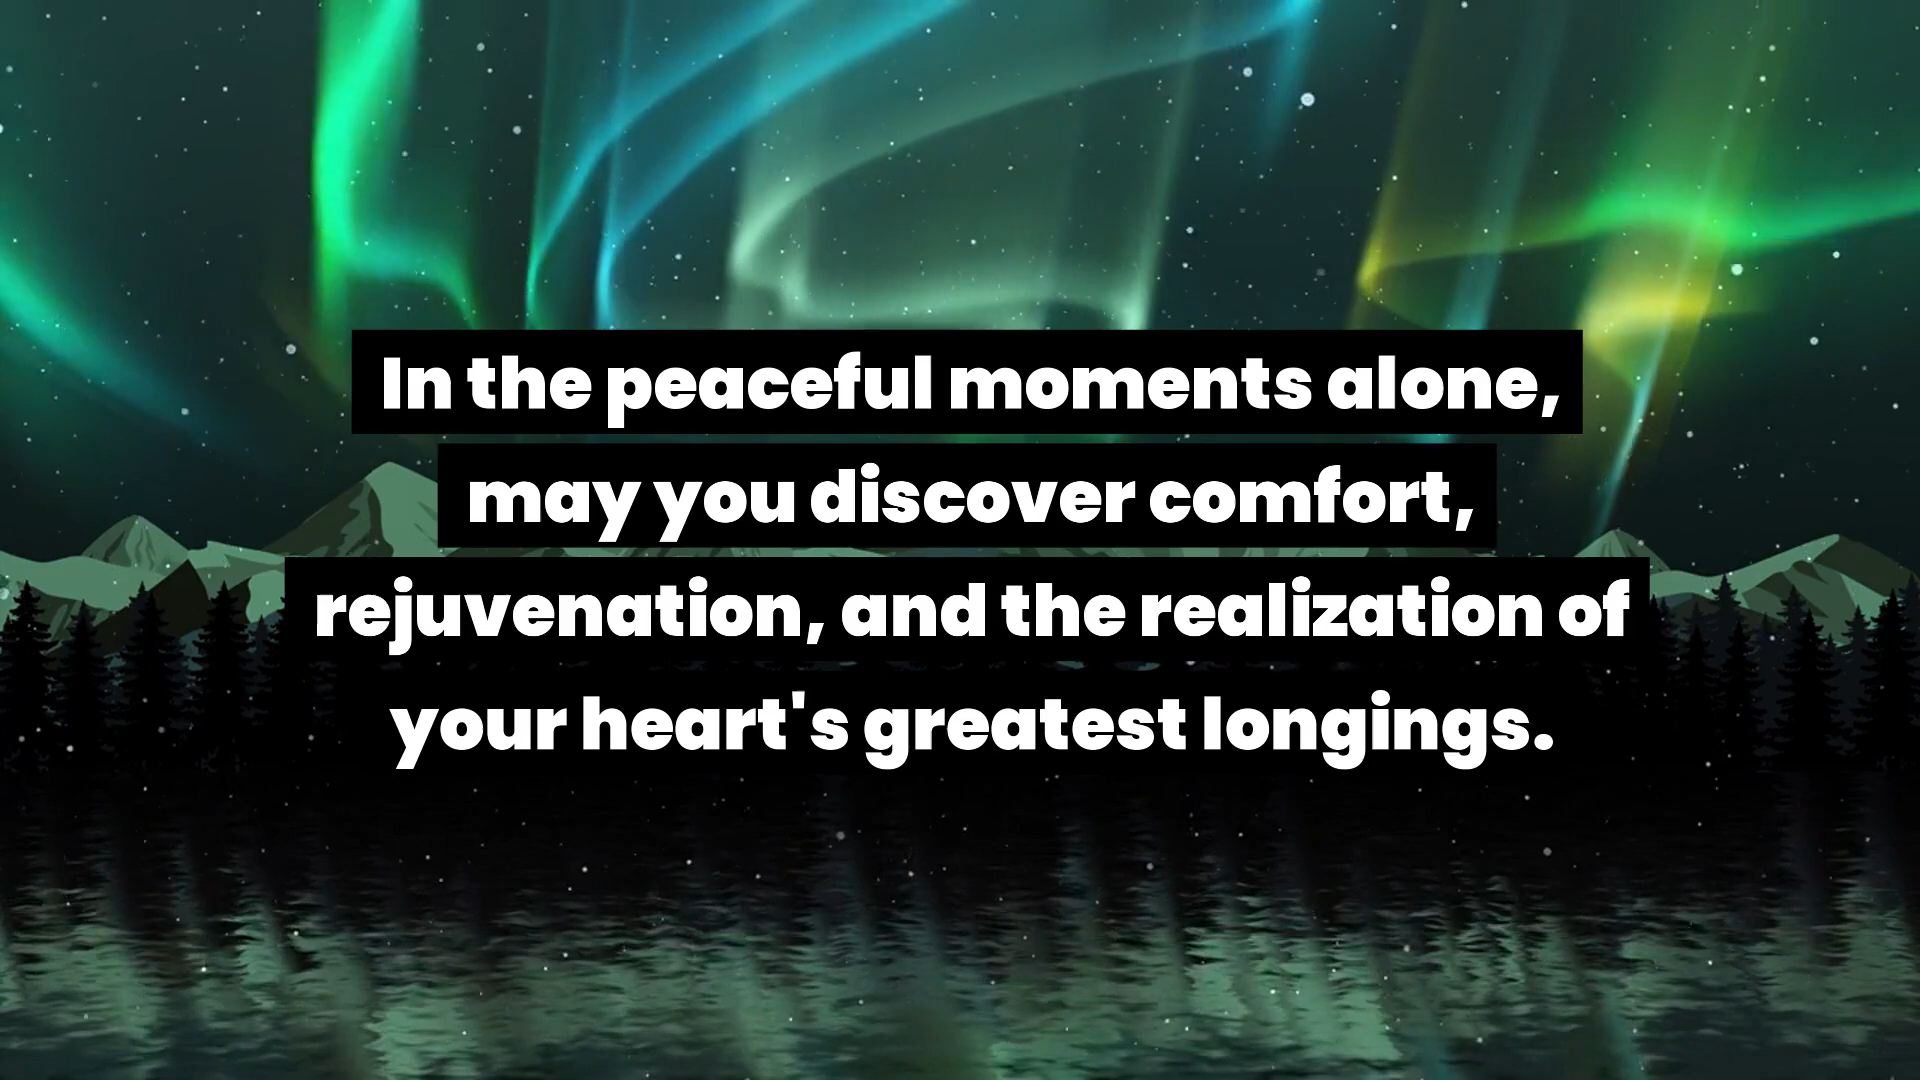 In the peaceful moments alone,
may you discover comfort,
rejuvenation, and the realization of
your heart's greatest longings.